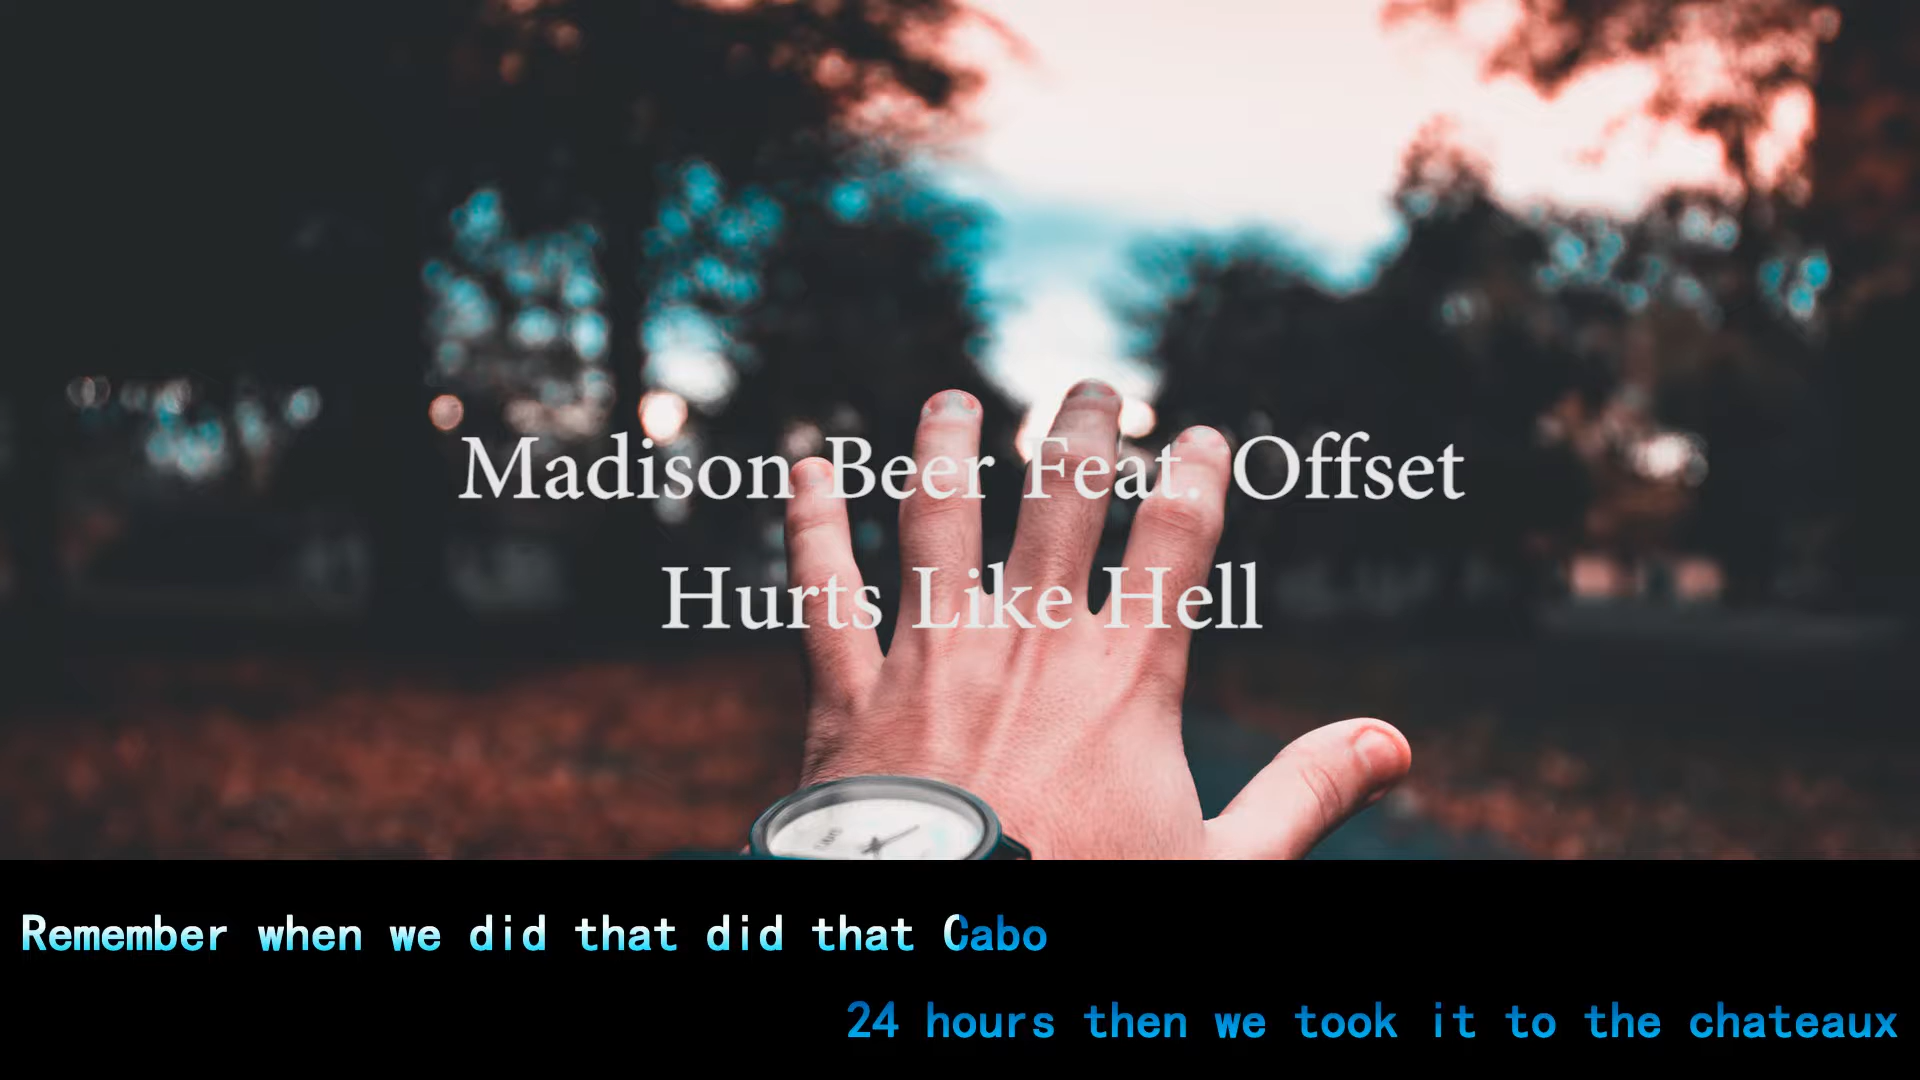 Madison Beer Feat. Offset
Hurts Like Hell
Remember when we did that did that Cabo
24 hours then we took it to the chateaux